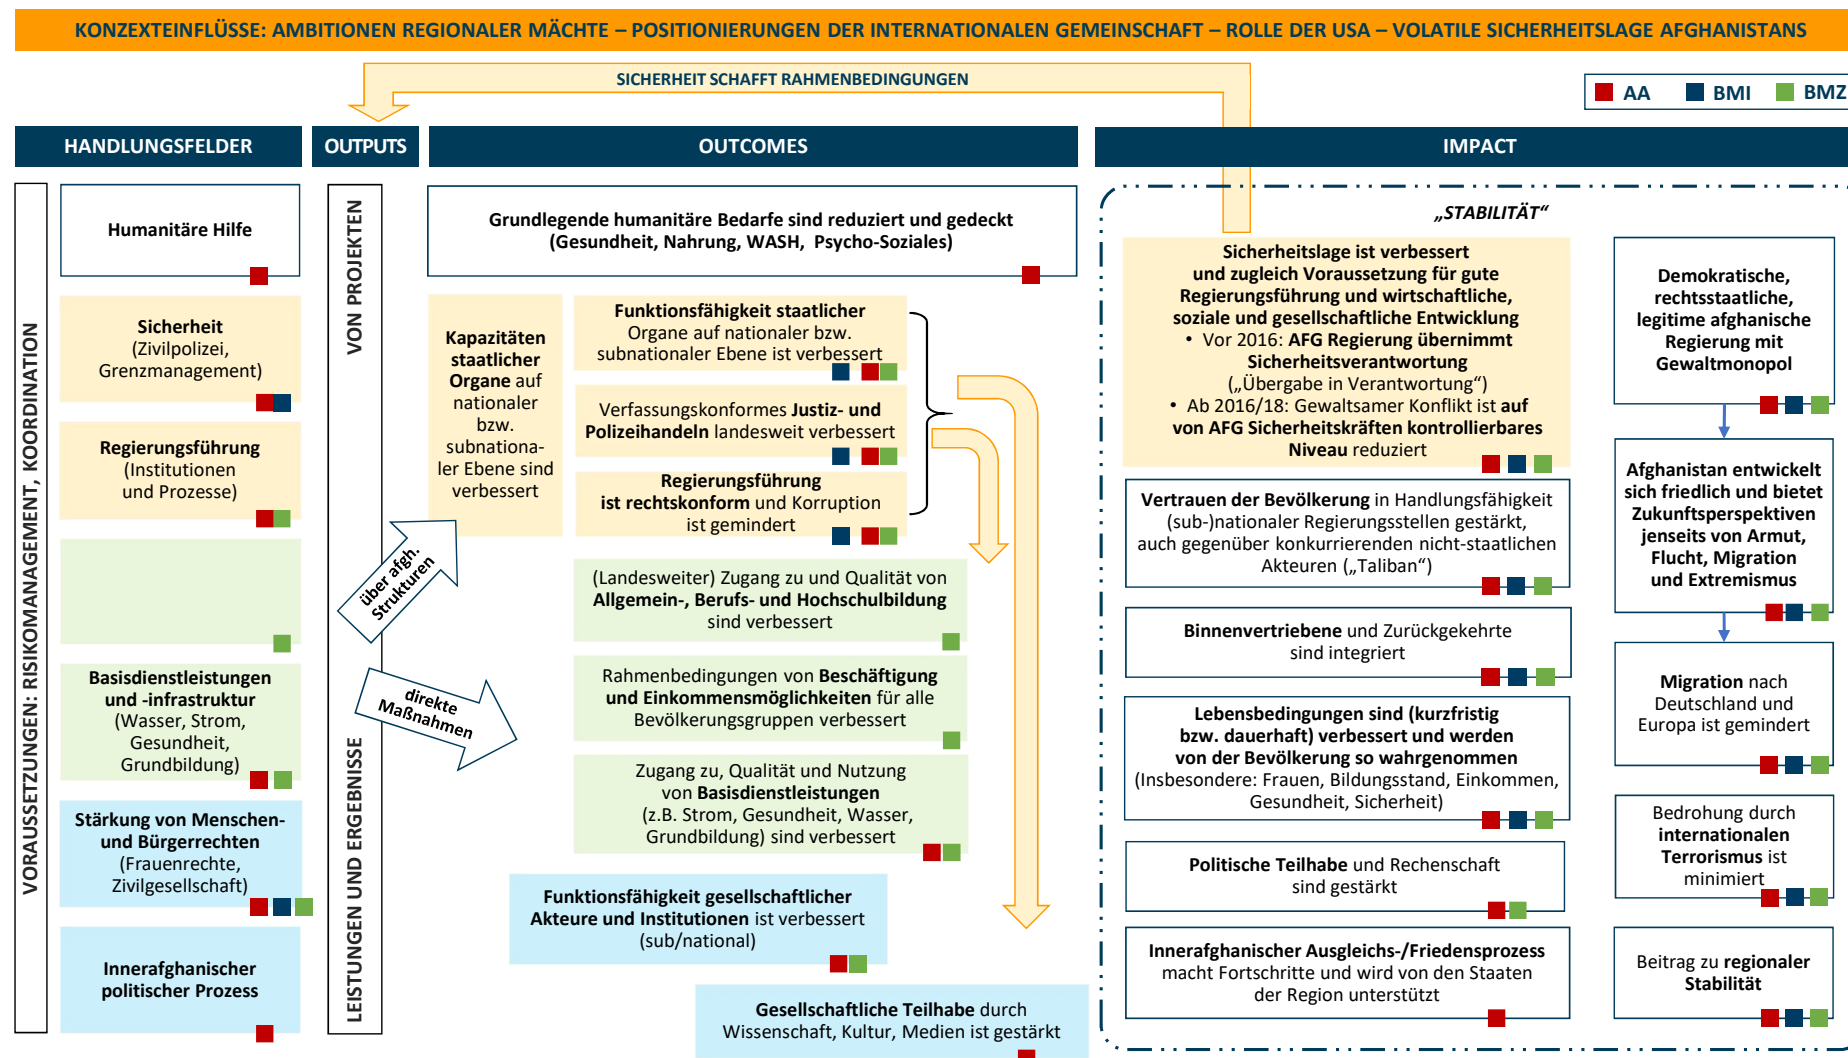 KONZEXTEINFLÜSSE: AMBITIONEN REGIONALER MÄCHTE – POSITIONIERUNGEN DER INTERNATIONALEN GEMEINSCHAFT – ROLLE DER USA – VOLATILE SICHERHEITSLAGE AFGHANISTANS
SICHERHEIT SCHAFFT RAHMENBEDINGUNGEN
AA
BMI
BMZ
HANDLUNGSFELDER
OUTPUTS
OUTCOMES
IMPACT
VORAUSSETZUNGEN: RISIKOMANAGEMENT, KOORDINATION
Humanitäre Hilfe
Sicherheit
(Zivilpolizei,
Grenzmanagement)
Regierungsführung
(Institutionen
und Prozesse)
Basisdienstleistungen
und -infrastruktur
(Wasser, Strom,
Gesundheit,
Grundbildung)
Stärkung von Menschen-
und Bürgerrechten
(Frauenrechte,
Zivilgesellschaft)
Innerafghanischer
politischer Prozess
LEISTUNGEN UND ERGEBNISSE
VON PROJEKTEN
über afgh.
Strukturen
direkte
Maßnahmen
Grundlegende humanitäre Bedarfe sind reduziert und gedeckt
(Gesundheit, Nahrung, WASH, Psycho-Soziales)
Kapazitäten
staatlicher
Organe auf
nationaler
bzw.
subnationa-
ler Ebene sind
verbessert
Funktionsfähigkeit staatlicher
Organe auf nationaler bzw.
subnationaler Ebene ist verbessert
Verfassungskonformes Justiz- und
Polizeihandeln landesweit verbessert
Regierungsführung
ist rechtskonform und Korruption
ist gemindert
(Landesweiter) Zugang zu und Qualität von
Allgemein-, Berufs- und Hochschulbildung
sind verbessert
Rahmenbedingungen von Beschäftigung
und Einkommensmöglichkeiten für alle
Bevölkerungsgruppen verbessert
Zugang zu, Qualität und Nutzung
von Basisdienstleistungen
(z.B. Strom, Gesundheit, Wasser,
Grundbildung) sind verbessert
Funktionsfähigkeit gesellschaftlicher
Akteure und Institutionen ist verbessert
(sub/national)
Gesellschaftliche Teilhabe durch
Wissenschaft, Kultur, Medien ist gestärkt
„STABILITÄT“
Sicherheitslage ist verbessert
und zugleich Voraussetzung für gute
Regierungsführung und wirtschaftliche,
soziale und gesellschaftliche Entwicklung
• Vor 2016: AFG Regierung übernimmt
Sicherheitsverantwortung
(„Übergabe in Verantwortung“)
• Ab 2016/18: Gewaltsamer Konflikt ist auf
von AFG Sicherheitskräften kontrollierbares
Niveau reduziert
Vertrauen der Bevölkerung in Handlungsfähigkeit
(sub-)nationaler Regierungsstellen gestärkt,
auch gegenüber konkurrierenden nicht-staatlichen
Akteuren („Taliban“)
Binnenvertriebene und Zurückgekehrte
sind integriert
Lebensbedingungen sind (kurzfristig
bzw. dauerhaft) verbessert und werden
von der Bevölkerung so wahrgenommen
(Insbesondere: Frauen, Bildungsstand, Einkommen,
Gesundheit, Sicherheit)
Politische Teilhabe und Rechenschaft
sind gestärkt
Innerafghanischer Ausgleichs-/Friedensprozess
macht Fortschritte und wird von den Staaten
der Region unterstützt
Demokratische,
rechtsstaatliche,
legitime afghanische
Regierung mit
Gewaltmonopol
Afghanistan entwickelt
sich friedlich und bietet
Zukunftsperspektiven
jenseits von Armut,
Flucht, Migration
und Extremismus
Migration nach
Deutschland und
Europa ist gemindert
Bedrohung durch
internationalen
Terrorismus ist
minimiert
Beitrag zu regionaler
Stabilität